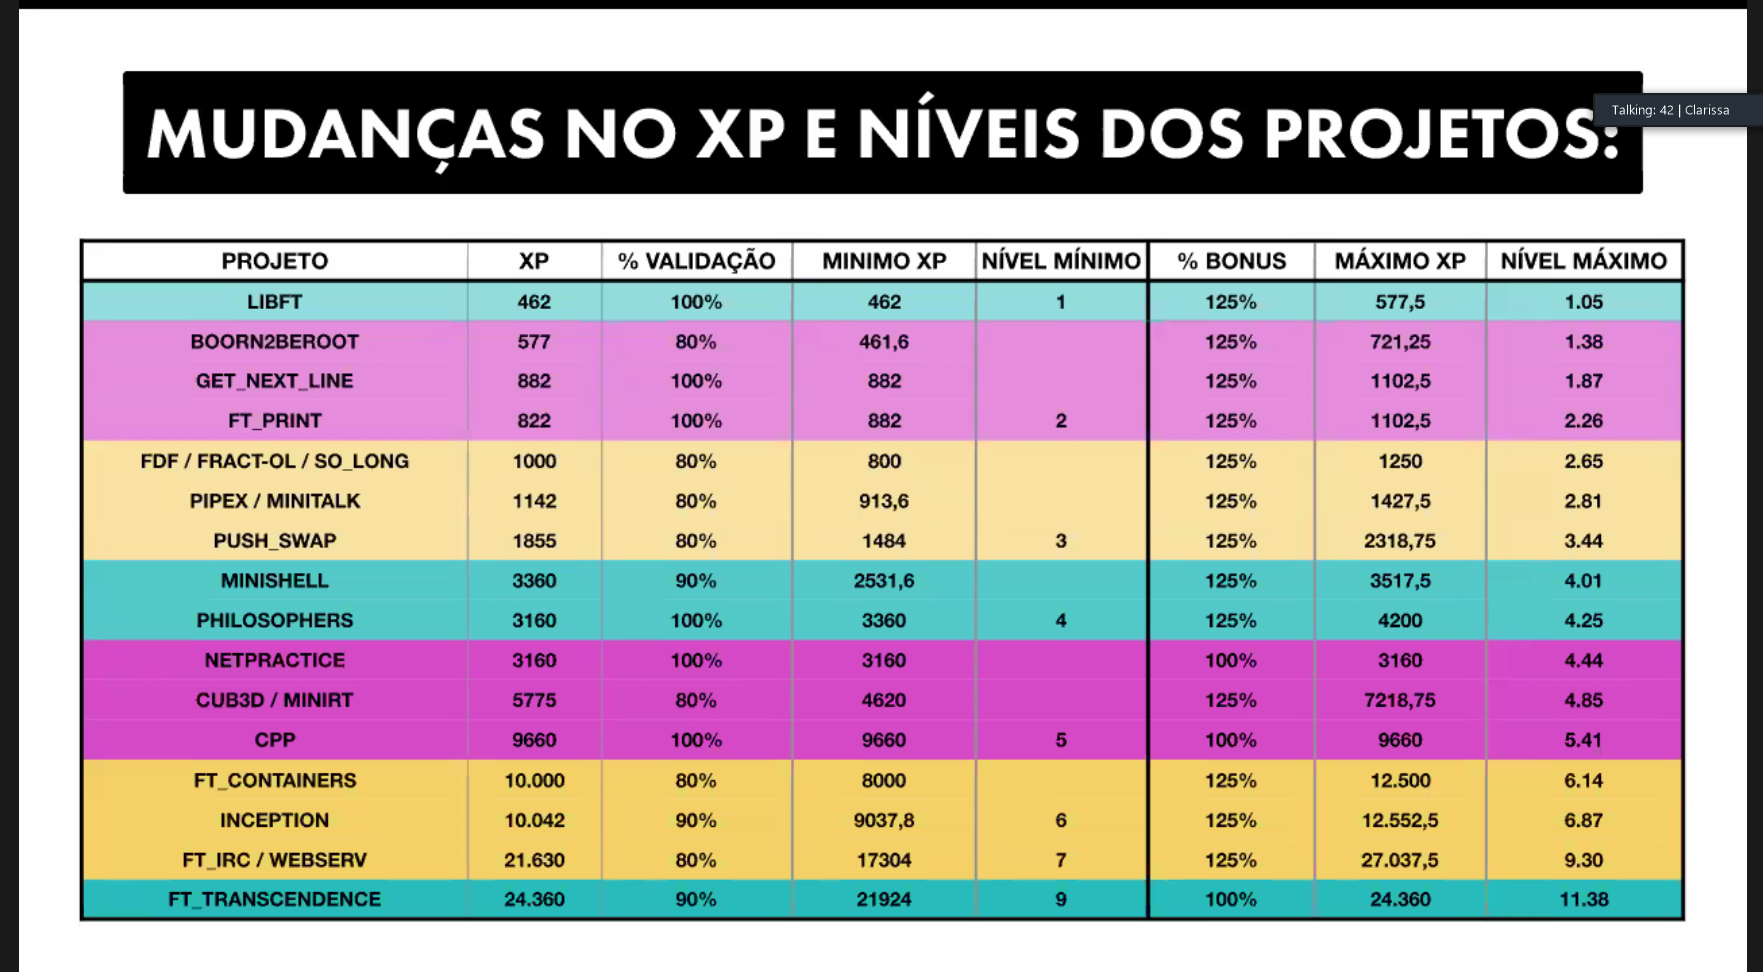 MUDANÇAS NO XP E NÍVEIS DOS PROJETOS:
Talking: 42 | Clarissa
PROJETO XP % VALIDAÇÃO MINIMO XP NÍVEL MÍNIMO % BONUS MÁXIMO XP NÍVEL MÁXIMO
LIBFT 462 100% 462 1 125% 577,5 1.05
BOORN2BEROOT 577 80% 461,6 125% 721,25 1.38
GET_NEXT_LINE 882 100% 882 125% 1102,5 1.87
FT_PRINT 822 100% 882 2 125% 1102,5 2.26
FDF / FRACT-OL / SO_LONG 1000 80% 800 125% 1250 2.65
PIPEX / MINITALK 1142 80% 913,6 125% 1427,5 2.81
PUSH_SWAP 1855 80% 1484 3 125% 2318,75 3.44
MINISHELL 3360 90% 2531,6 125% 3517,5 4.01
PHILOSOPHERS 3160 100% 3360 4 125% 4200 4.25
NETPRACTICE 3160 100% 3160 100% 3160 4.44
CUB3D / MINIRT 5775 80% 4620 125% 7218,75 4.85
CPP 9660 100% 9660 5 100% 9660 5.41
FT_CONTAINERS 10.000 80% 8000 125% 12.500 6.14
INCEPTION 10.042 90% 9037,8 6 125% 12.552,5 6.87
FT_IRC / WEBSERV 21.630 80% 17304 7 125% 27.037,5 9.30
FT_TRANSCENDENCE 24.360 90% 21924 9 100% 24.360 11.38